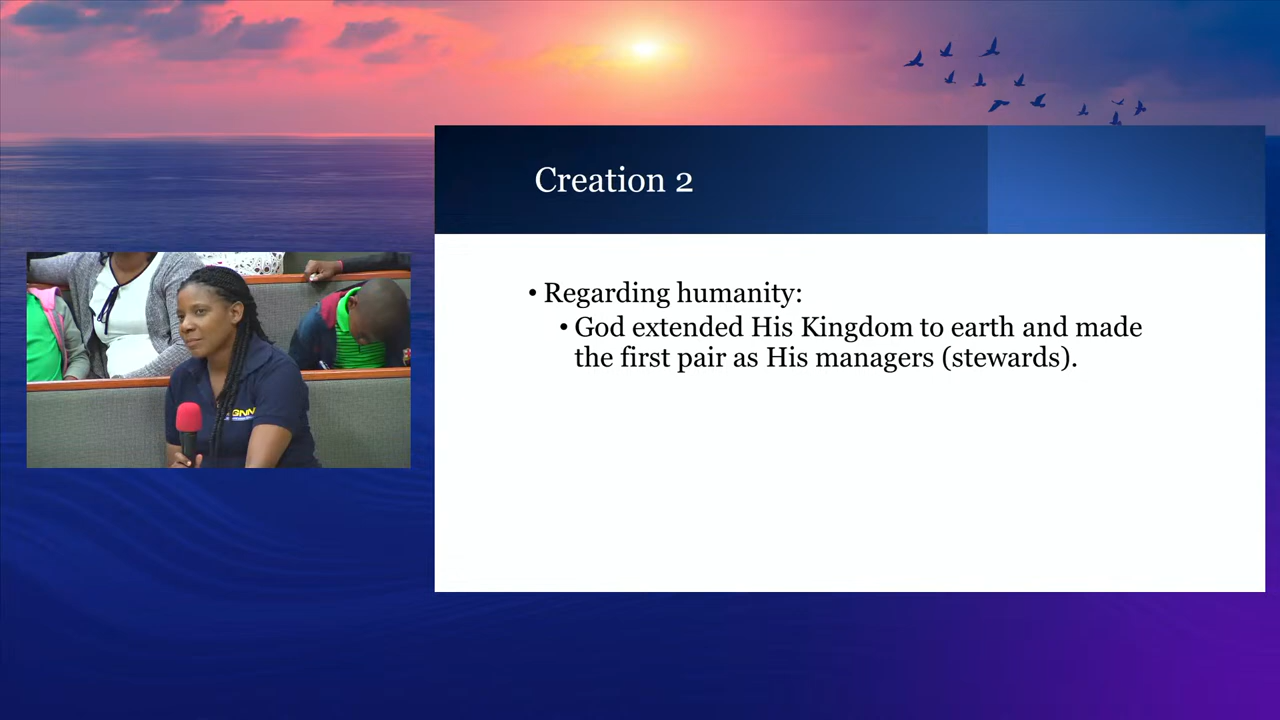 Creation 2
• Regarding humanity:
• God extended His Kingdom to earth and made
the first pair as His managers (stewards).
GNN